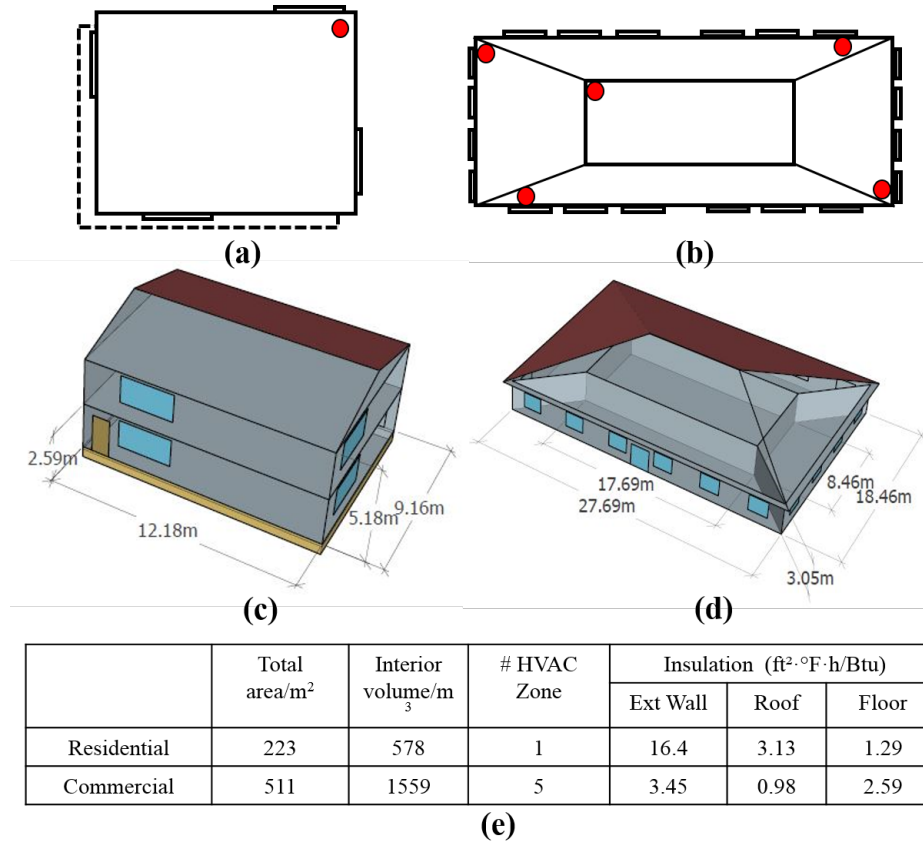 (a)
(b)
2.59m
12.18m
5.18m
9.16m
17.69m
27.69m
8.46m
18.46m
3.05m
(c)
(d)
Total area/m² Interior volume/m³ # HVAC Zone Insulation (ft²·°F·h/Btu)
Ext Wall Roof Floor
Residential 223 578 1 16.4 3.13 1.29
Commercial 511 1559 5 3.45 0.98 2.59
(e)